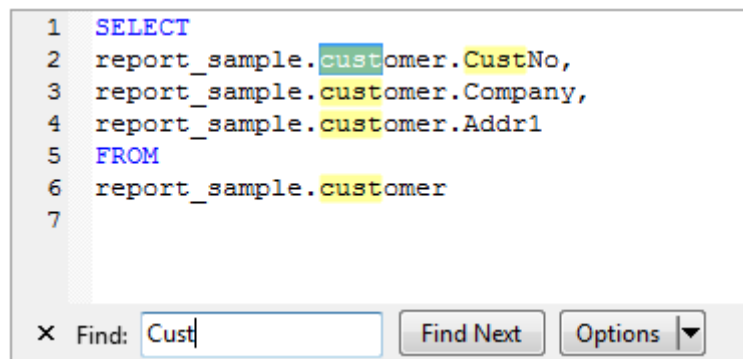 1 SELECT
2 report_sample.customer.CustNo,
3 report_sample.customer.Company,
4 report_sample.customer.Addr1
5 FROM
6 report_sample.customer
7
× Find: Cust Find Next Options